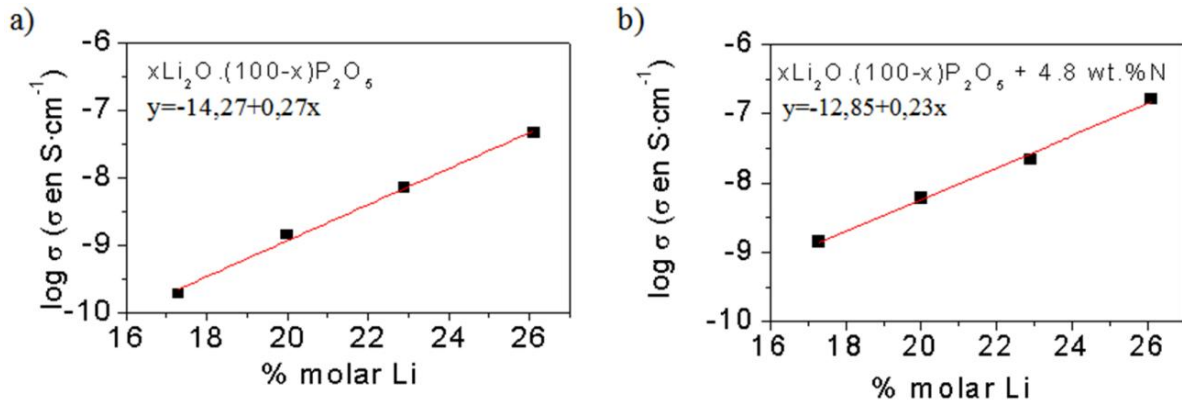 a)
log σ (σ en S·cm⁻¹)
-6
-7
-8
-9
-10
xLi₂O.(100-x)P₂O₅
y=-14,27+0,27x
16 18 20 22 24 26
% molar Li
b)
log σ (σ en S·cm⁻¹)
-6
-7
-8
-9
-10
xLi₂O.(100-x)P₂O₅ + 4.8 wt.%N
y=-12,85+0,23x
16 18 20 22 24 26
% molar Li